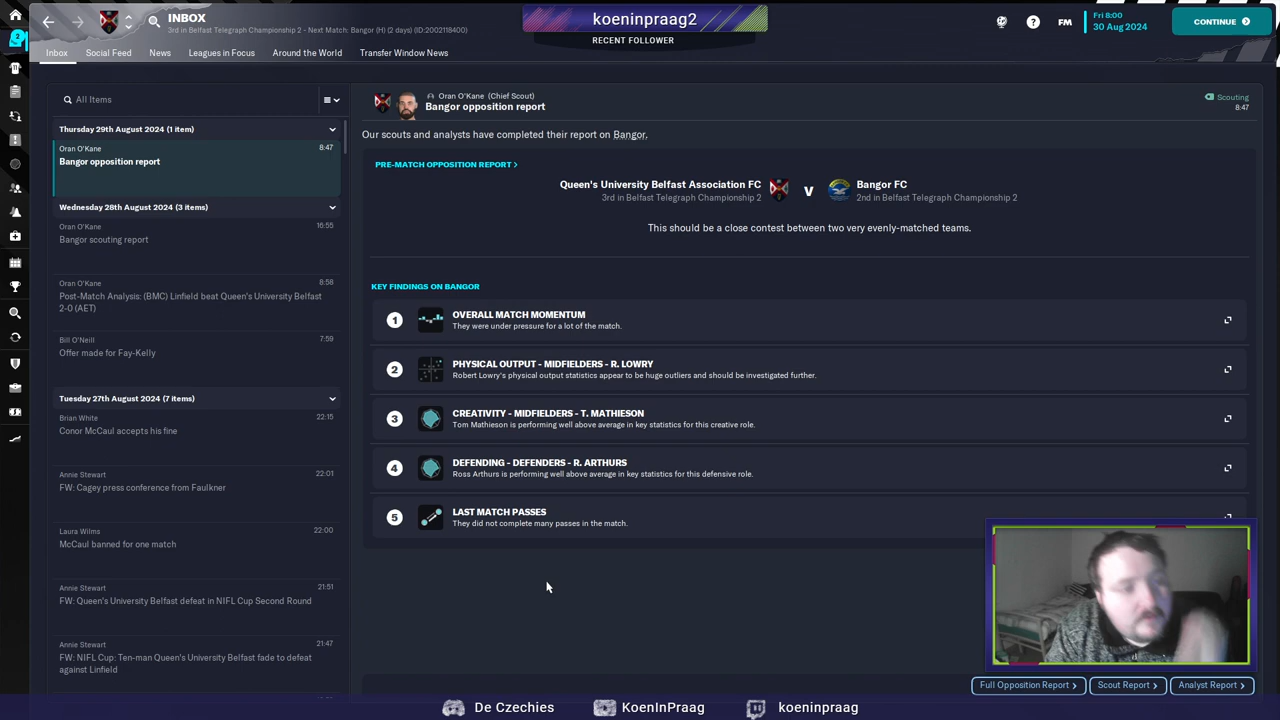 INBOX
3rd in Belfast Telegraph Championship 2 - Next Match: Bangor (H) (2 days) (ID:2002118400)
koeninpraag2
RECENT FOLLOWER
FM
Fri 8:00
30 Aug 2024
CONTINUE
2
Inbox
Social Feed
News
Leagues in Focus
Around the World
Transfer Window News
All Items
Thursday 29th August 2024 (1 item)
Oran O'Kane 8:47
Bangor opposition report
Wednesday 28th August 2024 (3 items)
Oran O'Kane 16:55
Bangor scouting report
Oran O'Kane 8:58
Post-Match Analysis: (BMC) Linfield beat Queen's University Belfast
2-0 (AET)
Bill O'Neill 7:59
Offer made for Fay-Kelly
Tuesday 27th August 2024 (7 items)
Brian White 22:15
Conor McCaul accepts his fine
Annie Stewart 22:01
FW: Cagey press conference from Faulkner
Laura Wilms 22:00
McCaul banned for one match
Annie Stewart 21:51
FW: Queen's University Belfast defeat in NIFL Cup Second Round
Annie Stewart 21:47
FW: NIFL Cup: Ten-man Queen's University Belfast fade to defeat
against Linfield
Oran O'Kane (Chief Scout)
Bangor opposition report
Scouting
8:47
Our scouts and analysts have completed their report on Bangor.
PRE-MATCH OPPOSITION REPORT
Queen's University Belfast Association FC
3rd in Belfast Telegraph Championship 2
v
Bangor FC
2nd in Belfast Telegraph Championship 2
This should be a close contest between two very evenly-matched teams.
KEY FINDINGS ON BANGOR
1
OVERALL MATCH MOMENTUM
They were under pressure for a lot of the match.
2
PHYSICAL OUTPUT - MIDFIELDERS - R. LOWRY
Robert Lowry's physical output statistics appear to be huge outliers and should be investigated further.
3
CREATIVITY - MIDFIELDERS - T. MATHIESON
Tom Mathieson is performing well above average in key statistics for this creative role.
4
DEFENDING - DEFENDERS - R. ARTHURS
Ross Arthurs is performing well above average in key statistics for this defensive role.
5
LAST MATCH PASSES
They did not complete many passes in the match.
Full Opposition Report
Scout Report
Analyst Report
De Czechies
KoenInPraag
koeninpraag